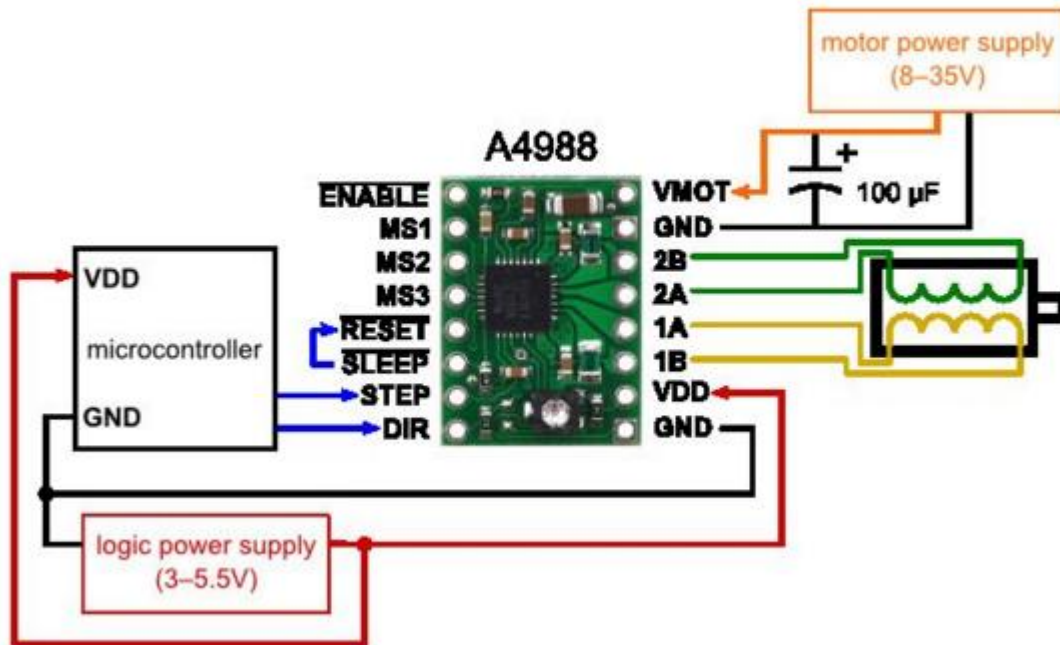 motor power supply
(8–35V)
A4988
ENABLE
MS1
MS2
MS3
RESET
SLEEP
STEP
DIR
VMOT
GND
2B
2A
1A
1B
VDD
GND
+
100 µF
VDD
microcontroller
GND
logic power supply
(3–5.5V)